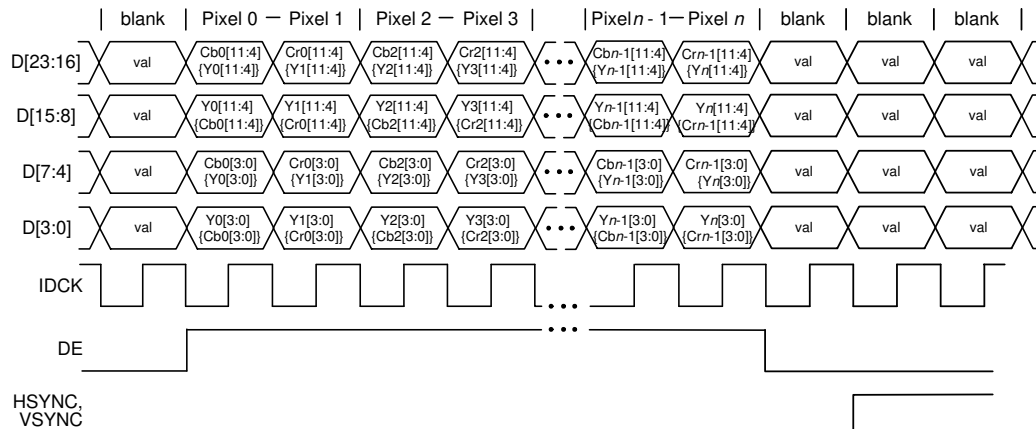 blank Pixel 0 — Pixel 1 Pixel 2 — Pixel 3 Pixel n - 1 — Pixel n blank blank blank
D[23:16] val Cb0[11:4] Cr0[11:4] Cb2[11:4] Cr2[11:4] ••• Cbn-1[11:4] Crn-1[11:4] val val val
{Y0[11:4]} {Y1[11:4]} {Y2[11:4]} {Y3[11:4]} {Yn-1[11:4]} {Yn[11:4]}
D[15:8] val Y0[11:4] Y1[11:4] Y2[11:4] Y3[11:4] ••• Yn-1[11:4] Yn[11:4] val val val
{Cb0[11:4]} {Cr0[11:4]} {Cb2[11:4]} {Cr2[11:4]} {Cbn-1[11:4]} {Crn-1[11:4]}
D[7:4] val Cb0[3:0] Cr0[3:0] Cb2[3:0] Cr2[3:0] ••• Cbn-1[3:0] Crn-1[3:0] val val val
{Y0[3:0]} {Y1[3:0]} {Y2[3:0]} {Y3[3:0]} {Yn-1[3:0]} {Yn[3:0]}
D[3:0] val Y0[3:0] Y1[3:0] Y2[3:0] Y3[3:0] ••• Yn-1[3:0] Yn[3:0] val val val
{Cb0[3:0]} {Cr0[3:0]} {Cb2[3:0]} {Cr2[3:0]} {Cbn-1[3:0]} {Crn-1[3:0]}
IDCK •••
DE •••
HSYNC,
VSYNC